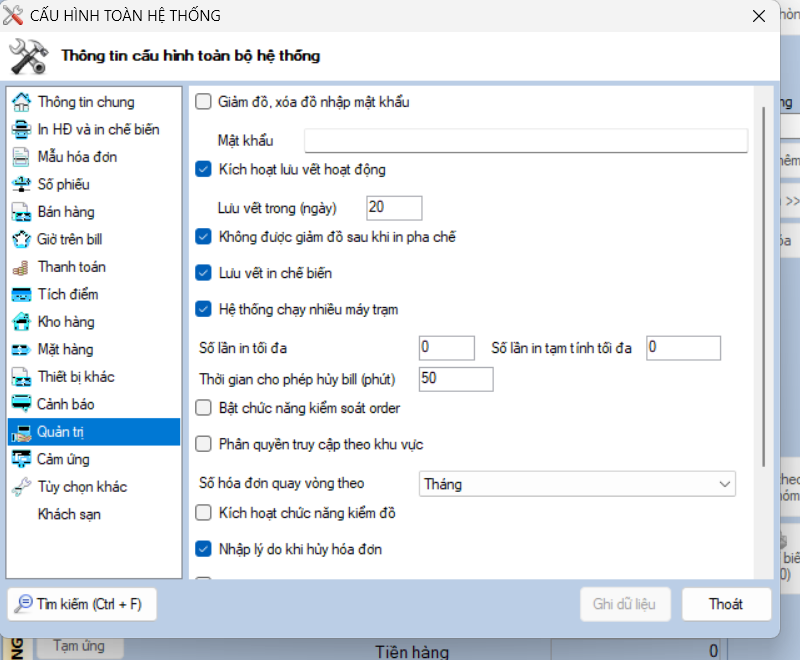 CẤU HÌNH TOÀN HỆ THỐNG
Thông tin cấu hình toàn bộ hệ thống
Thông tin chung
In HĐ và in chế biến
Mẫu hóa đơn
Số phiếu
Bán hàng
Giờ trên bill
Thanh toán
Tích điểm
Kho hàng
Mặt hàng
Thiết bị khác
Cảnh báo
Quản trị
Cảm ứng
Tùy chọn khác
Khách sạn
Giảm đồ, xóa đồ nhập mật khẩu
Mật khẩu
Kích hoạt lưu vết hoạt động
Lưu vết trong (ngày) 20
Không được giảm đồ sau khi in pha chế
Lưu vết in chế biến
Hệ thống chạy nhiều máy trạm
Số lần in tối đa 0 Số lần in tạm tính tối đa 0
Thời gian cho phép hủy bill (phút) 50
Bật chức năng kiểm soát order
Phân quyền truy cập theo khu vực
Số hóa đơn quay vòng theo Tháng
Kích hoạt chức năng kiểm đồ
Nhập lý do khi hủy hóa đơn
Tìm kiếm (Ctrl + F) Ghi dữ liệu Thoát
Tạm ứng Tiền hàng 0